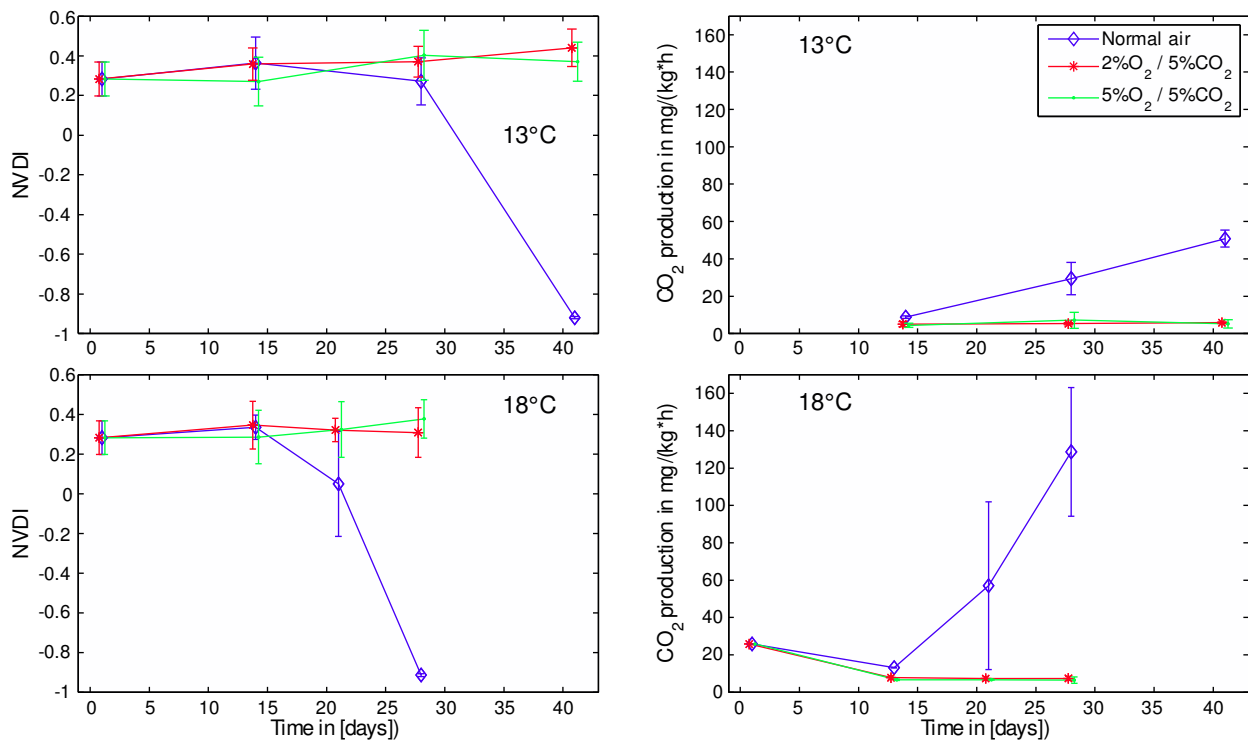 0.6
0.4
0.2
0
-0.2
-0.4
-0.6
-0.8
-1
NVDI
13°C
0 5 10 15 20 25 30 35 40
160
140
120
100
80
60
40
20
0
CO2 production in mg/(kg*h)
13°C
Normal air
2%O2 / 5%CO2
5%O2 / 5%CO2
0 5 10 15 20 25 30 35 40
0.6
0.4
0.2
0
-0.2
-0.4
-0.6
-0.8
-1
NVDI
18°C
0 5 10 15 20 25 30 35 40
Time in [days])
160
140
120
100
80
60
40
20
0
CO2 production in mg/(kg*h)
18°C
0 5 10 15 20 25 30 35 40
Time in [days])